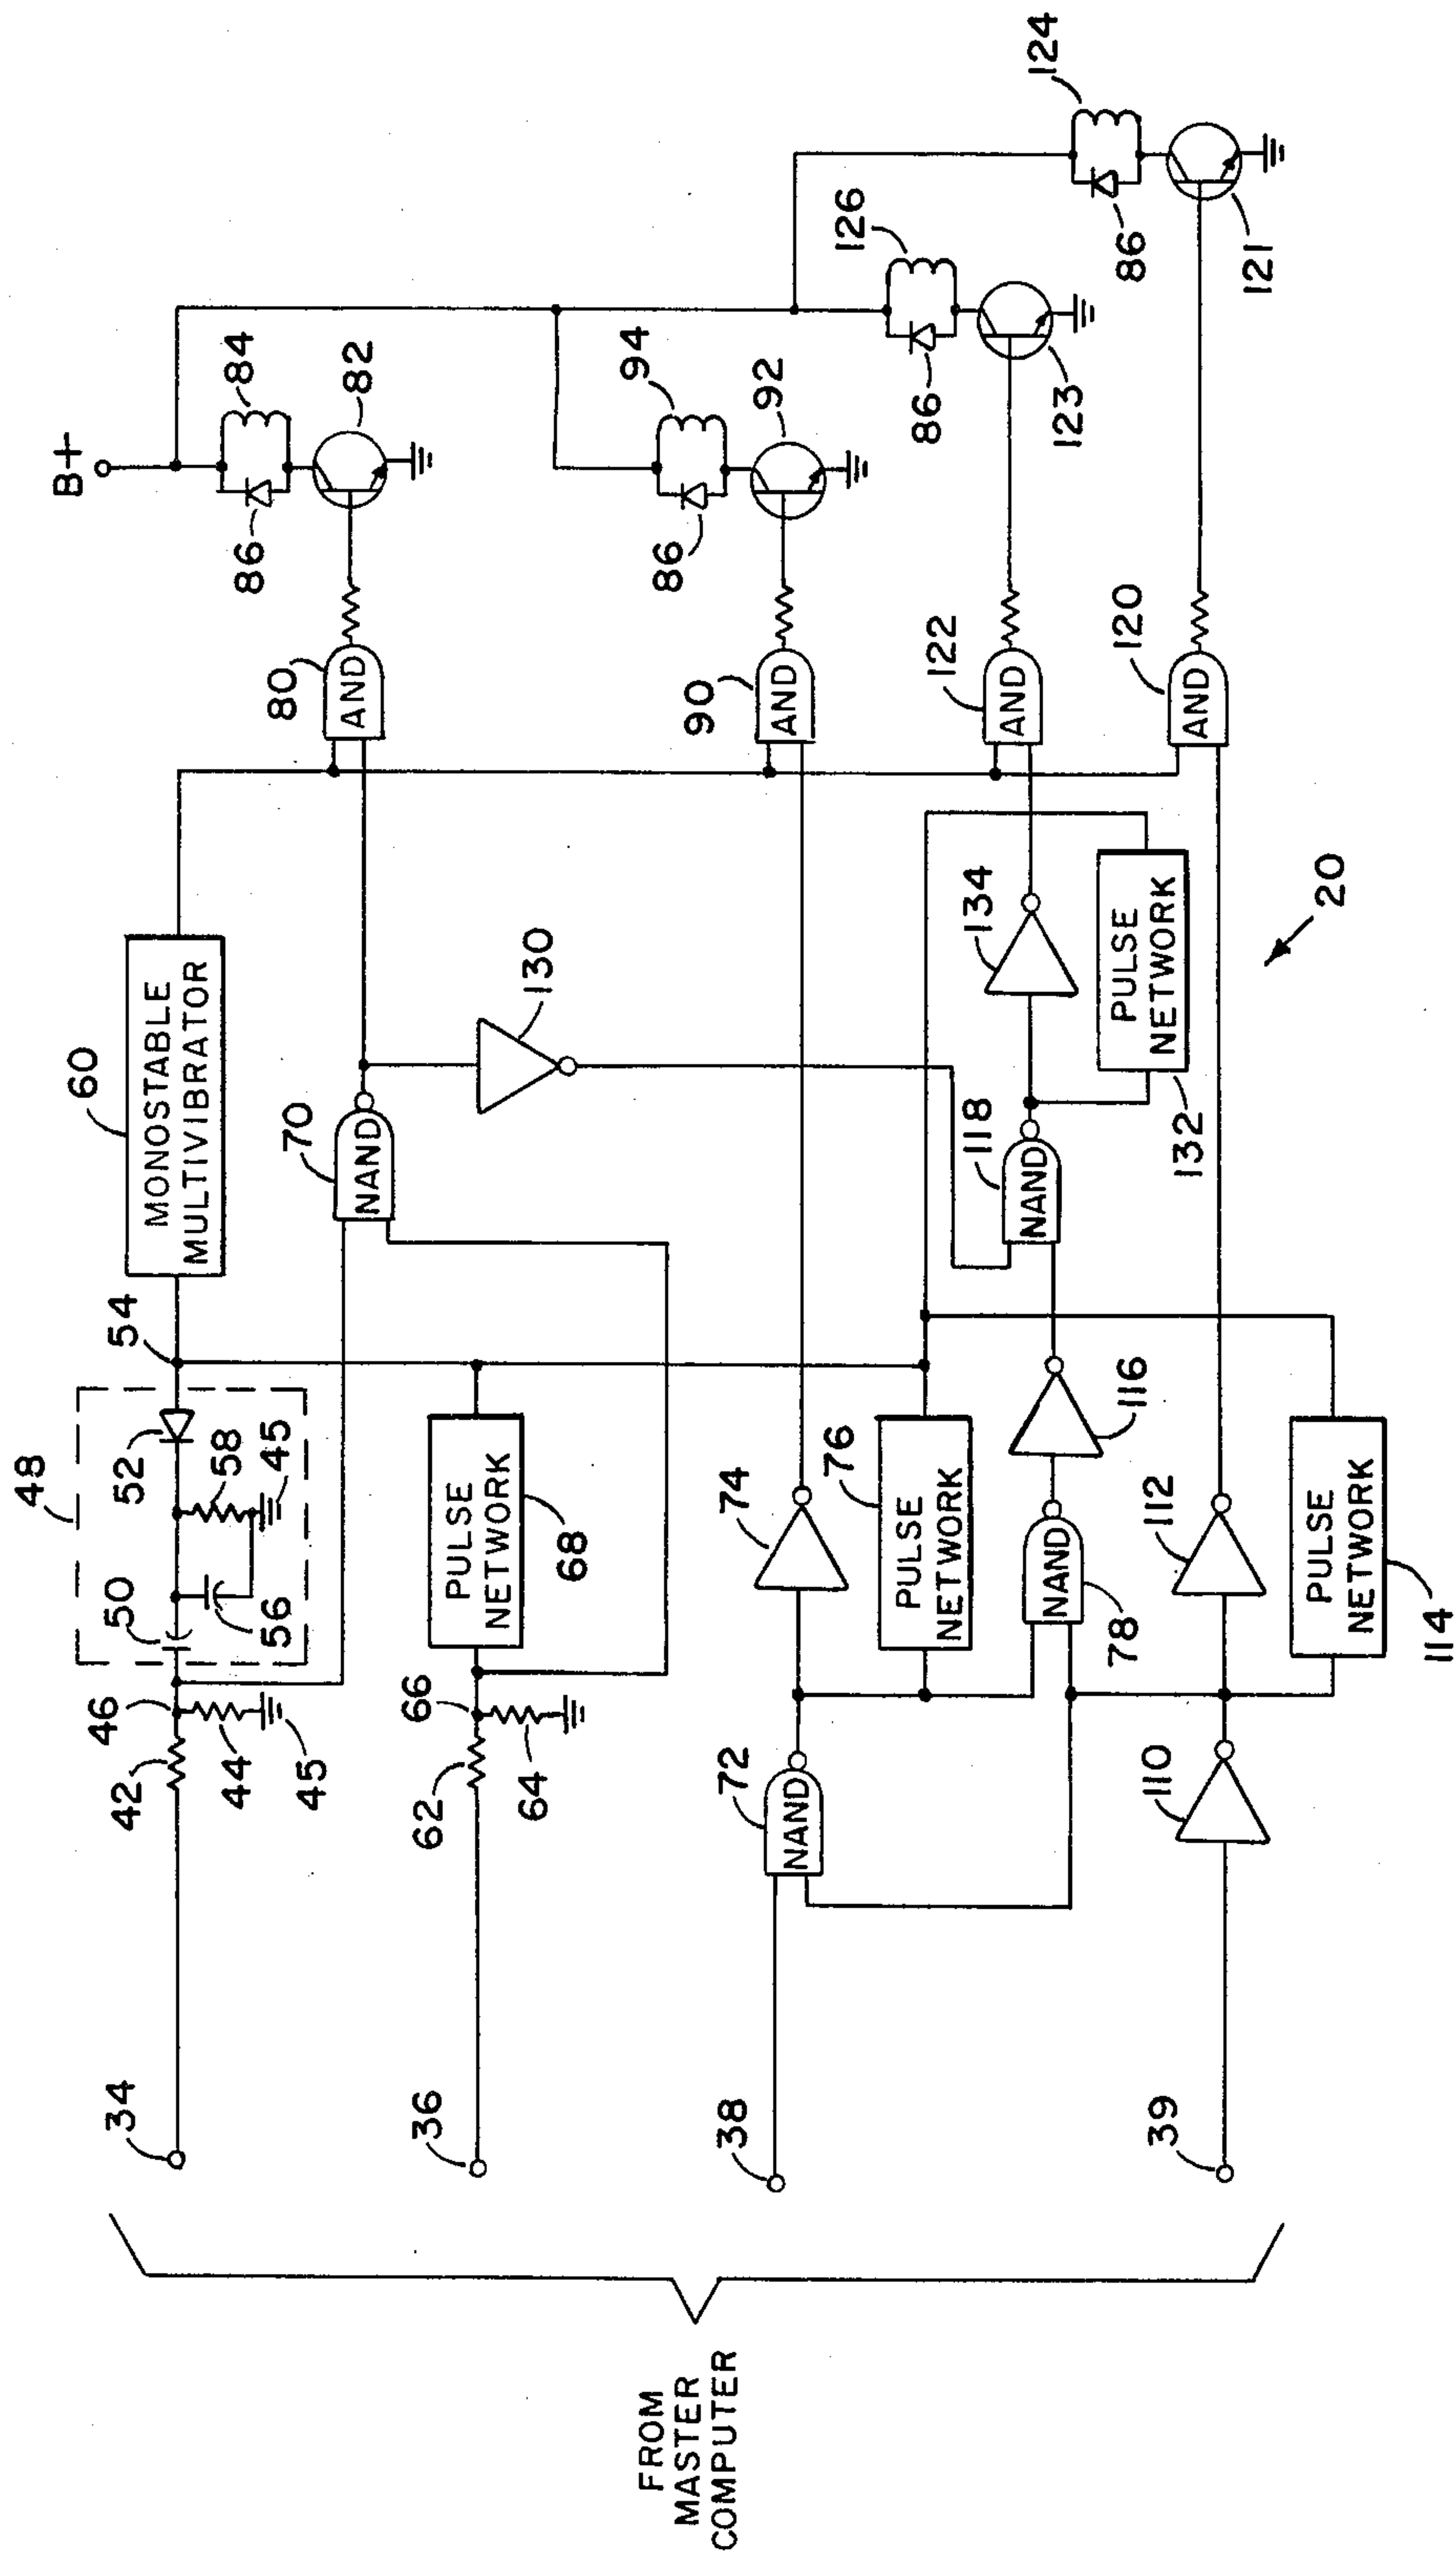 B+
48
54
60
MONOSTABLE
MULTIVIBRATOR
34
42
46
44
45
50
56
52
58
45
70
NAND
80
AND
86
84
82
130
36
62
66
64
PULSE
NETWORK
68
FROM
MASTER
COMPUTER
38
72
NAND
74
90
AND
86
94
92
76
PULSE
NETWORK
NAND
78
116
118
NAND
134
122
AND
86
126
123
PULSE
NETWORK
132
39
110
112
120
AND
86
124
121
PULSE
NETWORK
114
20